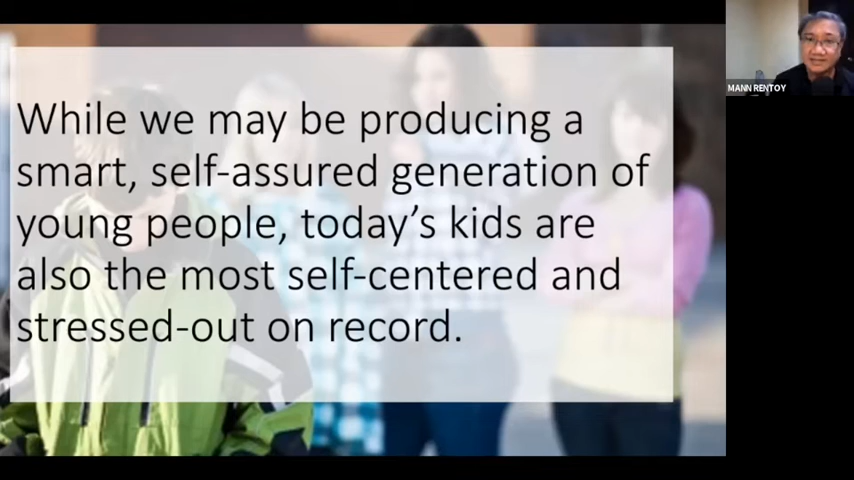 While we may be producing a
smart, self-assured generation of
young people, today's kids are
also the most self-centered and
stressed-out on record.
MANN RENTOY